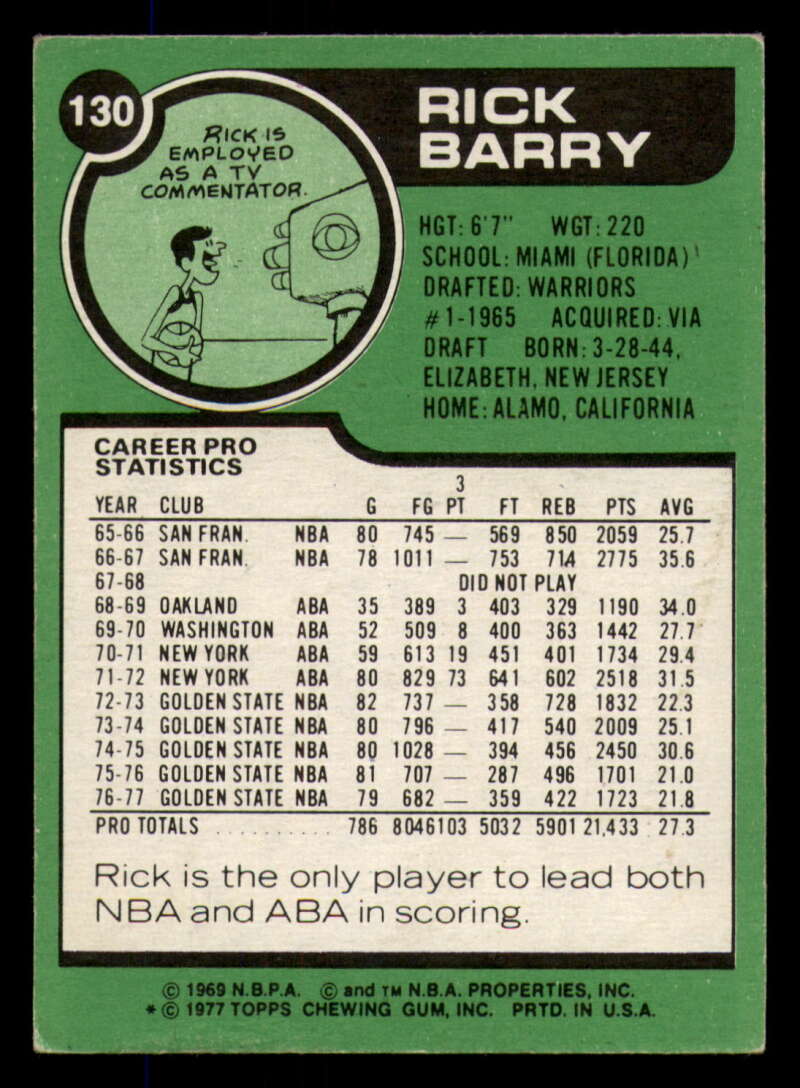 130
RICK IS
EMPLOYED
AS A TV
COMMENTATOR.
RICK
BARRY
HGT: 6'7" WGT: 220
SCHOOL: MIAMI (FLORIDA)
DRAFTED: WARRIORS
#1-1965 ACQUIRED: VIA
DRAFT BORN: 3-28-44,
ELIZABETH, NEW JERSEY
HOME: ALAMO, CALIFORNIA
CAREER PRO
STATISTICS
3
YEAR CLUB G FG PT FT REB PTS AVG
65-66 SAN FRAN. NBA 80 745 — 569 850 2059 25.7
66-67 SAN FRAN. NBA 78 1011 — 753 714 2775 35.6
67-68 DID NOT PLAY
68-69 OAKLAND ABA 35 389 3 403 329 1190 34.0
69-70 WASHINGTON ABA 52 509 8 400 363 1442 27.7
70-71 NEW YORK ABA 59 613 19 451 401 1734 29.4
71-72 NEW YORK ABA 80 829 73 641 602 2518 31.5
72-73 GOLDEN STATE NBA 82 737 — 358 728 1832 22.3
73-74 GOLDEN STATE NBA 80 796 — 417 540 2009 25.1
74-75 GOLDEN STATE NBA 80 1028 — 394 456 2450 30.6
75-76 GOLDEN STATE NBA 81 707 — 287 496 1701 21.0
76-77 GOLDEN STATE NBA 79 682 — 359 422 1723 21.8
PRO TOTALS .......... 786 8046 103 5032 5901 21,433 27.3
Rick is the only player to lead both
NBA and ABA in scoring.
© 1969 N.B.P.A. © and TM N.B.A. PROPERTIES, INC.
*© 1977 TOPPS CHEWING GUM, INC. PRTD. IN U.S.A.